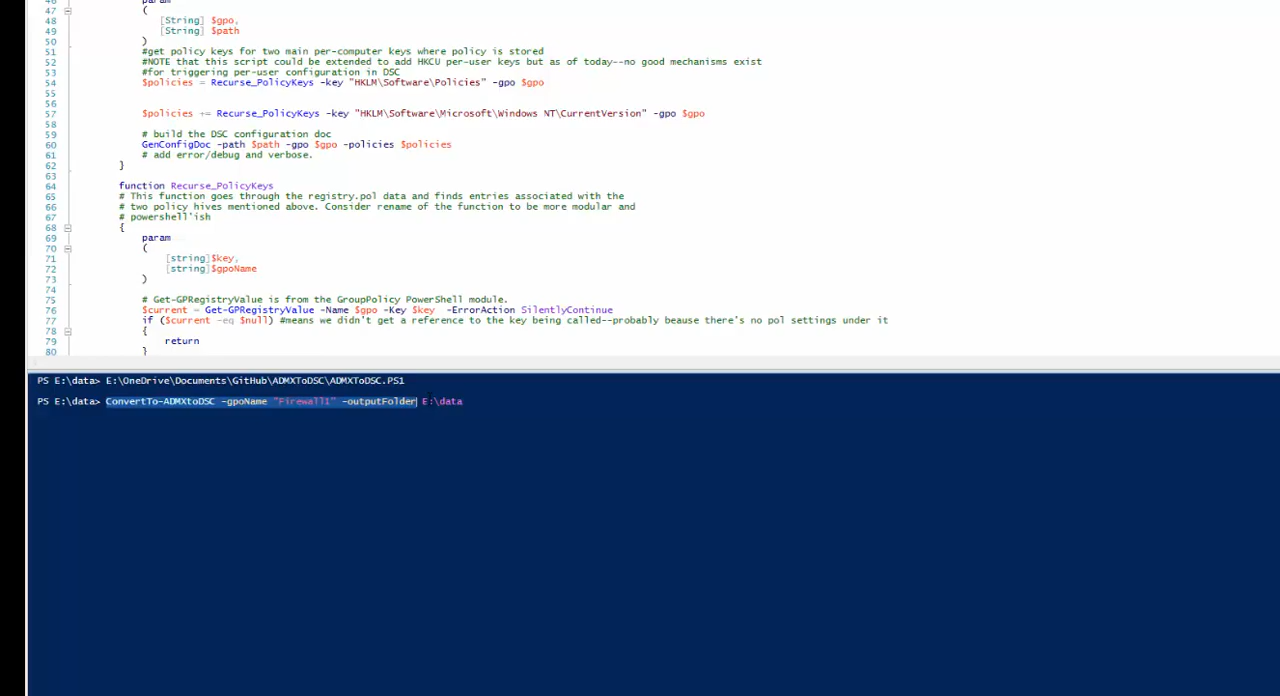 46 param
47 (
48 [String] $gpo,
49 [String] $path
50 )
51 #get policy keys for two main per-computer keys where policy is stored
52 #NOTE that this script could be extended to add HKCU per-user keys but as of today--no good mechanisms exist
53 #for triggering per-user configuration in DSC
54 $policies = Recurse_PolicyKeys -key "HKLM\Software\Policies" -gpo $gpo
55
56
57 $policies += Recurse_PolicyKeys -key "HKLM\Software\Microsoft\Windows NT\CurrentVersion" -gpo $gpo
58
59 # build the DSC configuration doc
60 GenConfigDoc -path $path -gpo $gpo -policies $policies
61 # add error/debug and verbose.
62 }
63
64 function Recurse_PolicyKeys
65 # This function goes through the registry.pol data and finds entries associated with the
66 # two policy hives mentioned above. Consider rename of the function to be more modular and
67 # powershell'ish
68 {
69 param
70 (
71 [string]$key,
72 [string]$gpoName
73 )
74
75 # Get-GPRegistryValue is from the GroupPolicy PowerShell module.
76 $current = Get-GPRegistryValue -Name $gpo -Key $key -ErrorAction SilentlyContinue
77 if ($current -eq $null) #means we didn't get a reference to the key being called--probably beause there's no pol settings under it
78 {
79 return
80 }
PS E:\data> E:\OneDrive\Documents\GitHub\ADMXToDSC\ADMXToDSC.PS1
PS E:\data> ConvertTo-ADMXtoDSC -gpoName "Firewall1" -outputFolder E:\data